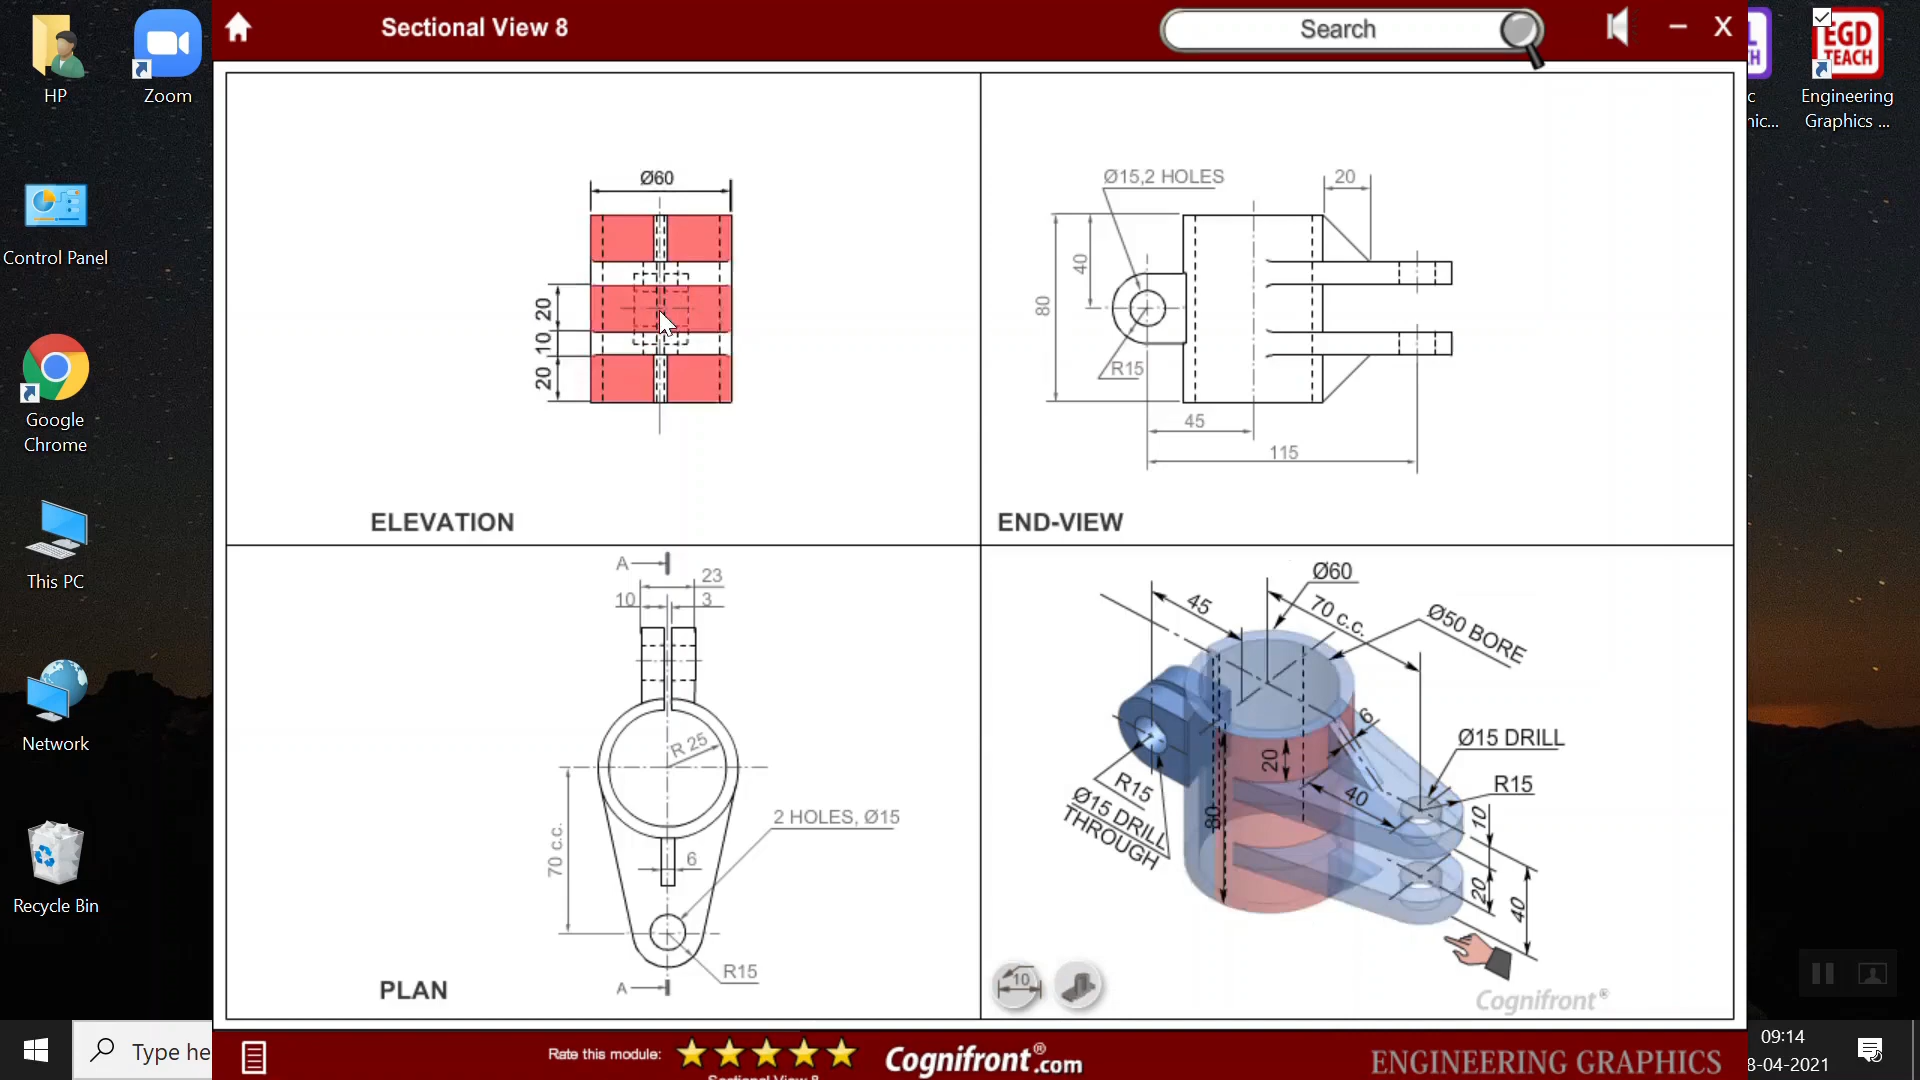 HP
Zoom
Control Panel
Google
Chrome
This PC
Network
Recycle Bin
Sectional View 8
Search
X
EGD
TEACH
Engineering
Graphics ...
Ø60
20
10
20
ELEVATION
Ø15,2 HOLES
20
40
80
R15
45
115
END-VIEW
A
23
10
3
R 25
2 HOLES, Ø15
70 c.c.
6
R15
A
PLAN
Ø60
45
70 c.c.
Ø50 BORE
6
Ø15 DRILL
20
R15
40
R15
10
80
Ø15 DRILL
THROUGH
20
40
10
Cognifront®
Type he
Rate this module:
Cognifront®.com
ENGINEERING GRAPHICS
09:14
8-04-2021